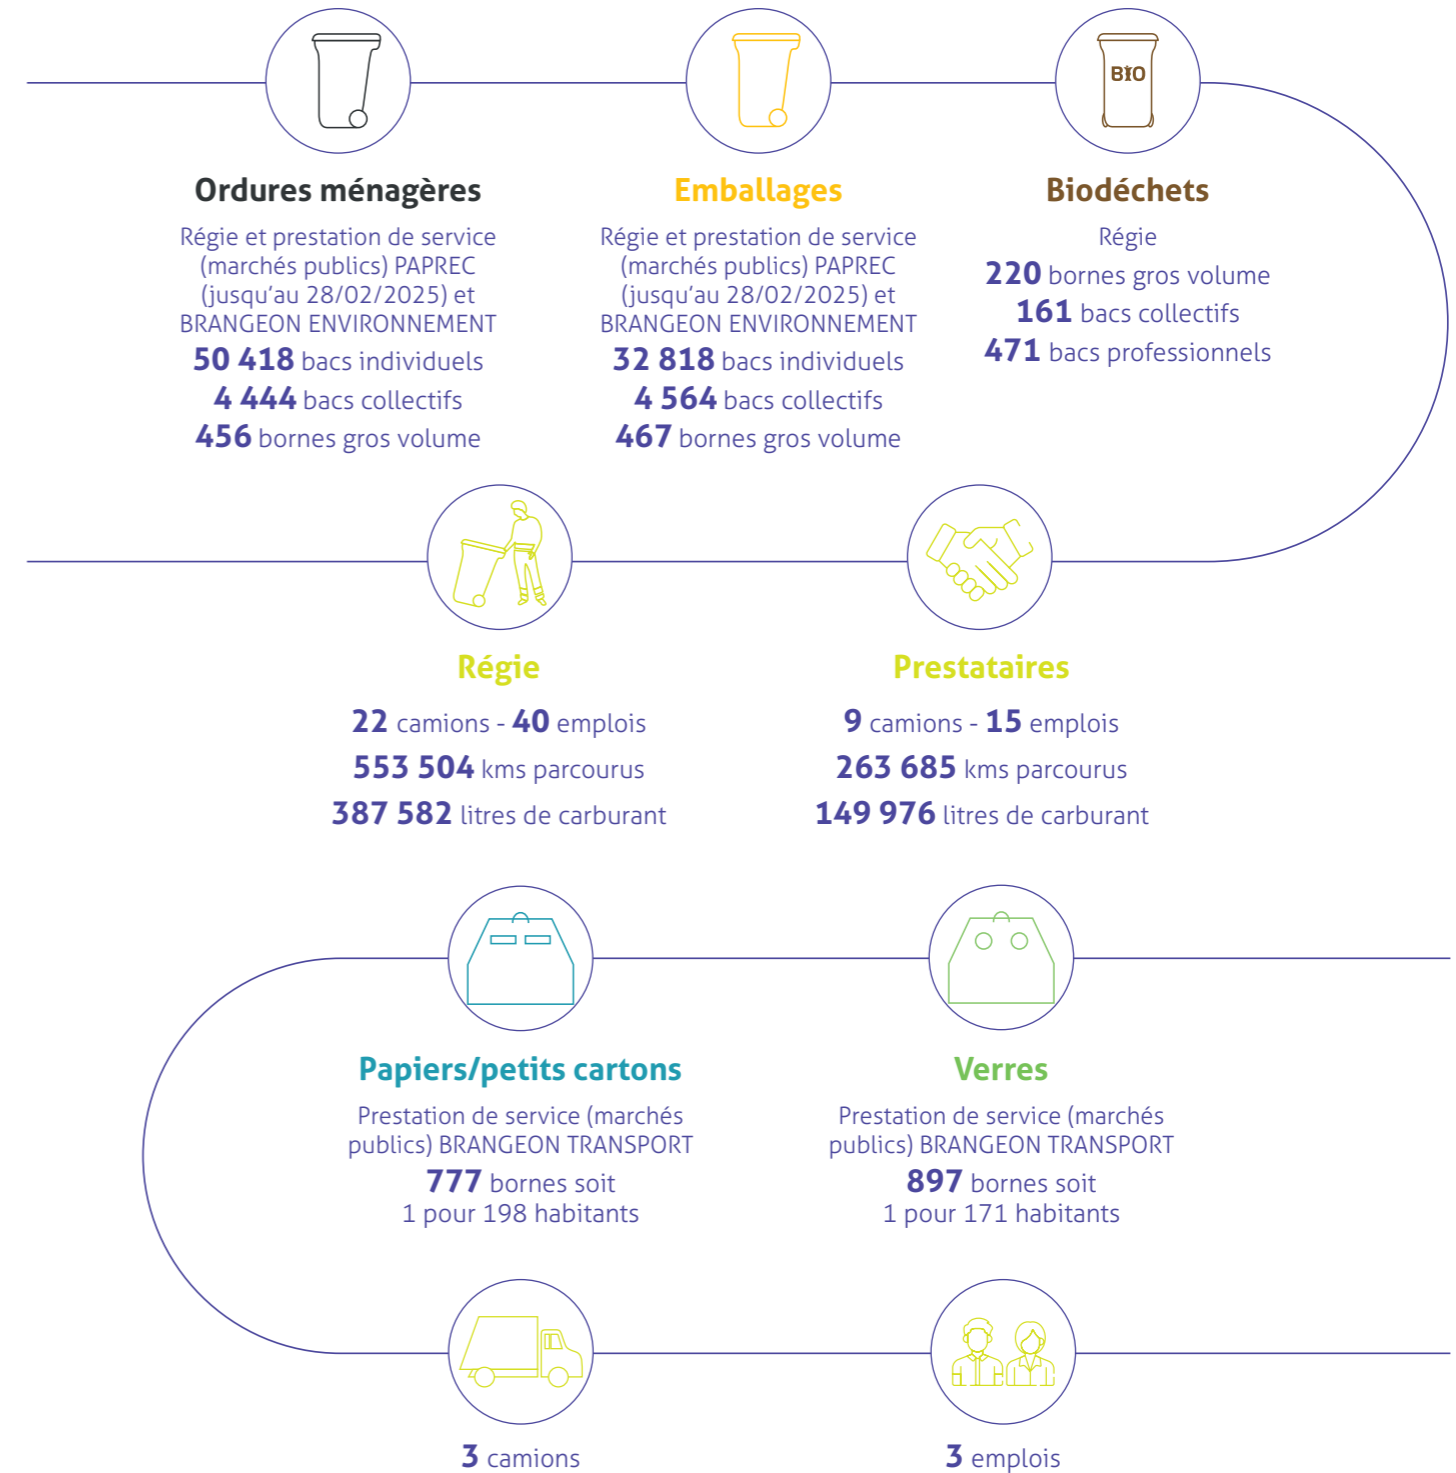 BIO
Ordures ménagères
Régie et prestation de service
(marchés publics) PAPREC
(jusqu'au 28/02/2025) et
BRANGEON ENVIRONNEMENT
50 418 bacs individuels
4 444 bacs collectifs
456 bornes gros volume
Emballages
Régie et prestation de service
(marchés publics) PAPREC
(jusqu'au 28/02/2025) et
BRANGEON ENVIRONNEMENT
32 818 bacs individuels
4 564 bacs collectifs
467 bornes gros volume
Biodéchets
Régie
220 bornes gros volume
161 bacs collectifs
471 bacs professionnels
Régie
22 camions - 40 emplois
553 504 kms parcourus
387 582 litres de carburant
Prestataires
9 camions - 15 emplois
263 685 kms parcourus
149 976 litres de carburant
Papiers/petits cartons
Prestation de service (marchés
publics) BRANGEON TRANSPORT
777 bornes soit
1 pour 198 habitants
Verres
Prestation de service (marchés
publics) BRANGEON TRANSPORT
897 bornes soit
1 pour 171 habitants
3 camions
3 emplois